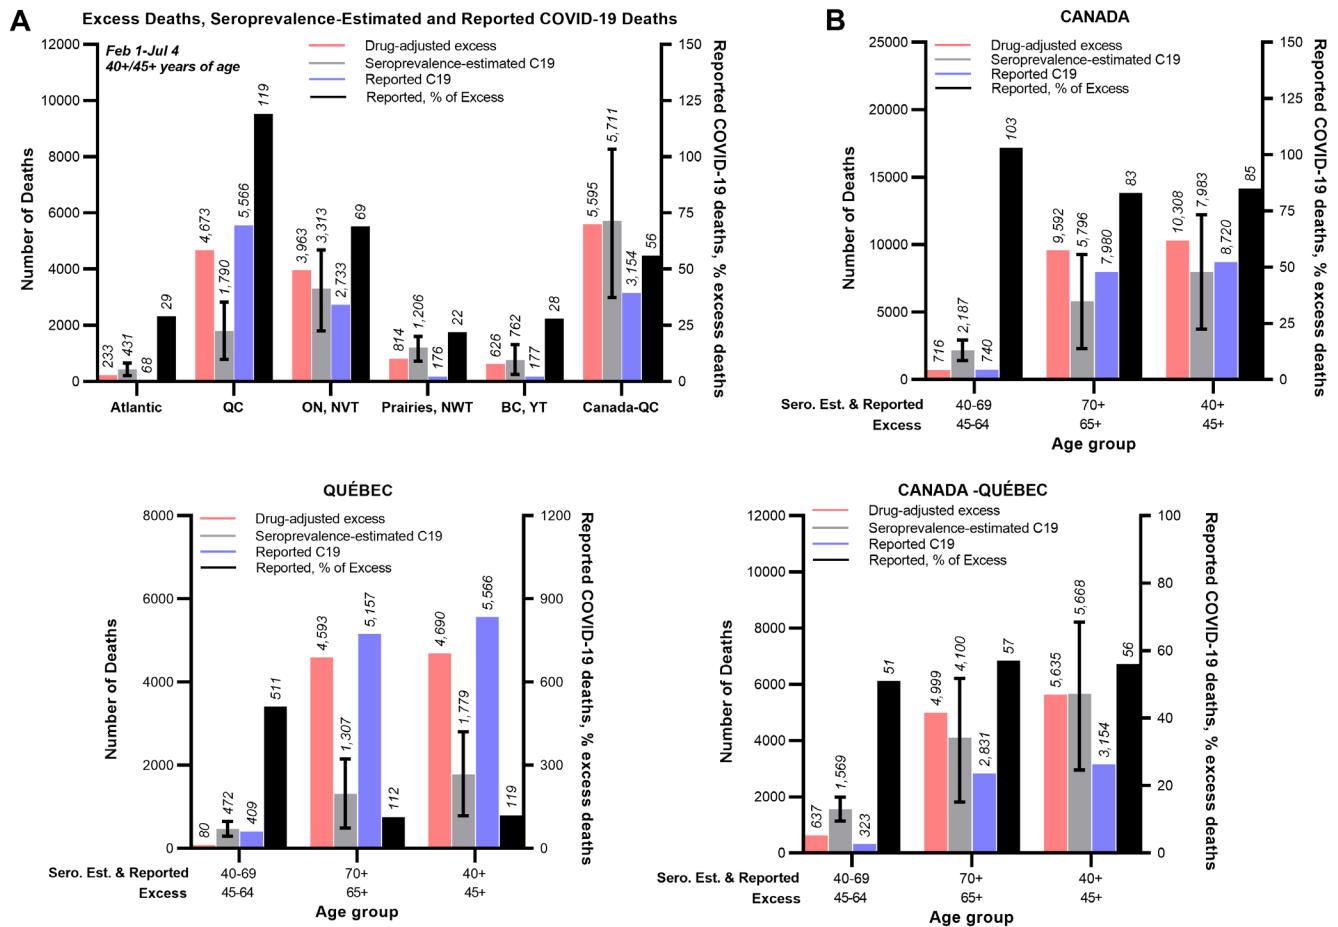 A
Excess Deaths, Seroprevalence-Estimated and Reported COVID-19 Deaths
Feb 1-Jul 4
40+/45+ years of age
Drug-adjusted excess
Seroprevalence-estimated C19
Reported C19
Reported, % of Excess
Number of Deaths
12000
10000
8000
6000
4000
2000
0
Reported COVID-19 deaths, % excess deaths
150
125
100
75
50
25
0
233
431
68
29
4,673
1,790
5,566
119
3,963
3,313
2,733
69
814
1,206
176
22
626
762
177
28
5,595
5,711
3,154
56
Atlantic
QC
ON, NVT
Prairies, NWT
BC, YT
Canada-QC
B
CANADA
Drug-adjusted excess
Seroprevalence-estimated C19
Reported C19
Reported, % of Excess
Number of Deaths
25000
20000
15000
10000
5000
0
Reported COVID-19 deaths, % excess deaths
150
125
100
75
50
25
0
716
2,187
740
103
9,592
5,796
7,980
83
10,308
7,983
8,720
85
Sero. Est. & Reported 40-69 70+ 40+
Excess 45-64 65+ 45+
Age group
QUÉBEC
Drug-adjusted excess
Seroprevalence-estimated C19
Reported C19
Reported, % of Excess
Number of Deaths
8000
6000
4000
2000
0
Reported COVID-19 deaths, % excess deaths
1200
900
600
300
0
80
472
409
511
4,593
1,307
5,157
112
4,690
1,779
5,566
119
Sero. Est. & Reported 40-69 70+ 40+
Excess 45-64 65+ 45+
Age group
CANADA -QUÉBEC
Drug-adjusted excess
Seroprevalence-estimated C19
Reported C19
Reported, % of Excess
Number of Deaths
12000
10000
8000
6000
4000
2000
0
Reported COVID-19 deaths, % excess deaths
100
80
60
40
20
0
637
1,569
323
51
4,999
4,100
2,831
57
5,635
5,668
3,154
56
Sero. Est. & Reported 40-69 70+ 40+
Excess 45-64 65+ 45+
Age group